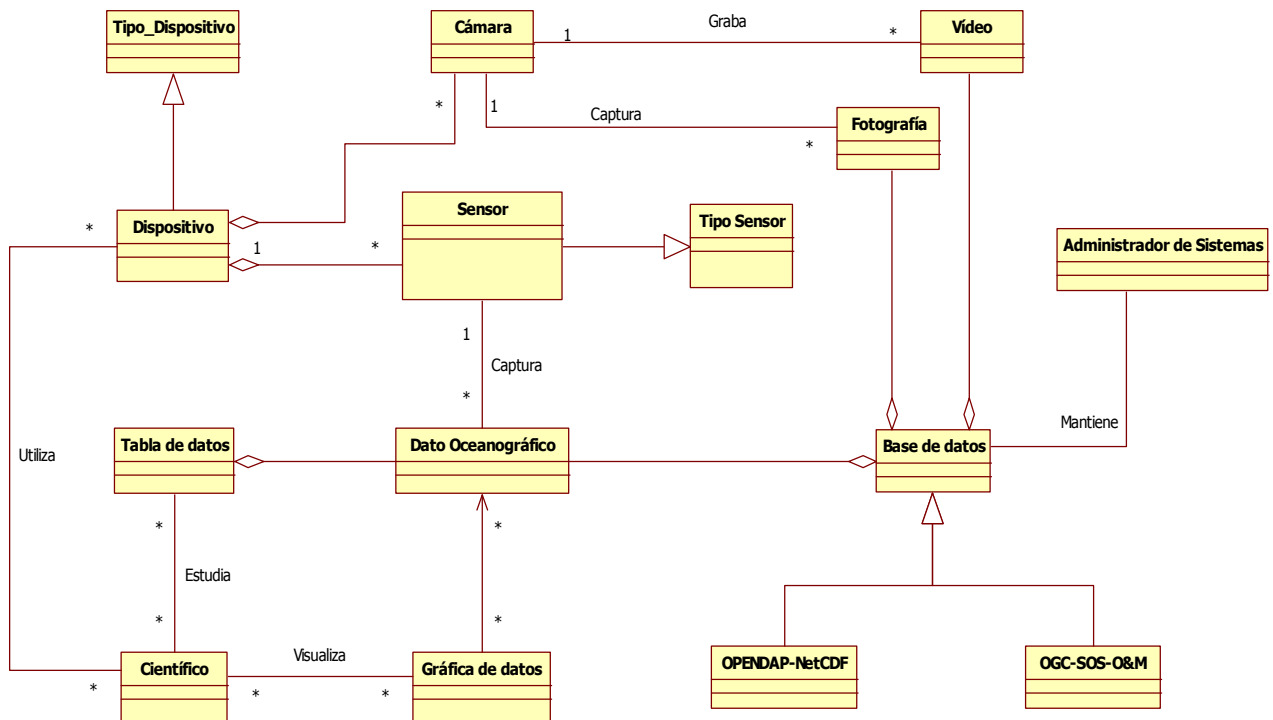 Tipo_Dispositivo
Cámara
1
Graba
*
Vídeo
*
1
Captura
*
Fotografía
*
Dispositivo
1
*
Sensor
Tipo Sensor
Administrador de Sistemas
1
Captura
*
Utiliza
Tabla de datos
Dato Oceanográfico
Base de datos
Mantiene
*
Estudia
*
*
*
Científico
*
Visualiza
*
*
Gráfica de datos
OPENDAP-NetCDF
OGC-SOS-O&M